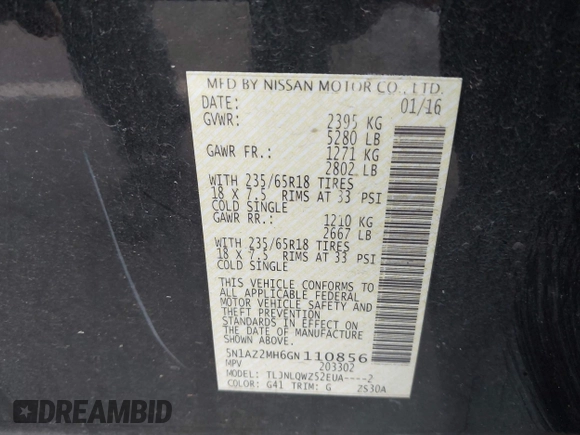 MFD BY NISSAN MOTOR CO., LTD.
DATE: 01/16
GVWR: 2395 KG
5280 LB
GAWR FR.: 1271 KG
2802 LB
WITH 235/65R18 TIRES
18 X 7.5 RIMS AT 33 PSI
COLD SINGLE
GAWR RR.: 1210 KG
2667 LB
WITH 235/65R18 TIRES
18 X 7.5 RIMS AT 33 PSI
COLD SINGLE
THIS VEHICLE CONFORMS TO
ALL APPLICABLE FEDERAL
MOTOR VEHICLE SAFETY AND
THEFT PREVENTION
STANDARDS IN EFFECT ON
THE DATE OF MANUFACTURE
SHOWN ABOVE.
5N1AZ2MH6GN110856
MPV 203302
MODEL: TLJNLQWZ52EUA----2
COLOR: G41 TRIM: G 2S30A
DREAMBID
DREAMBID